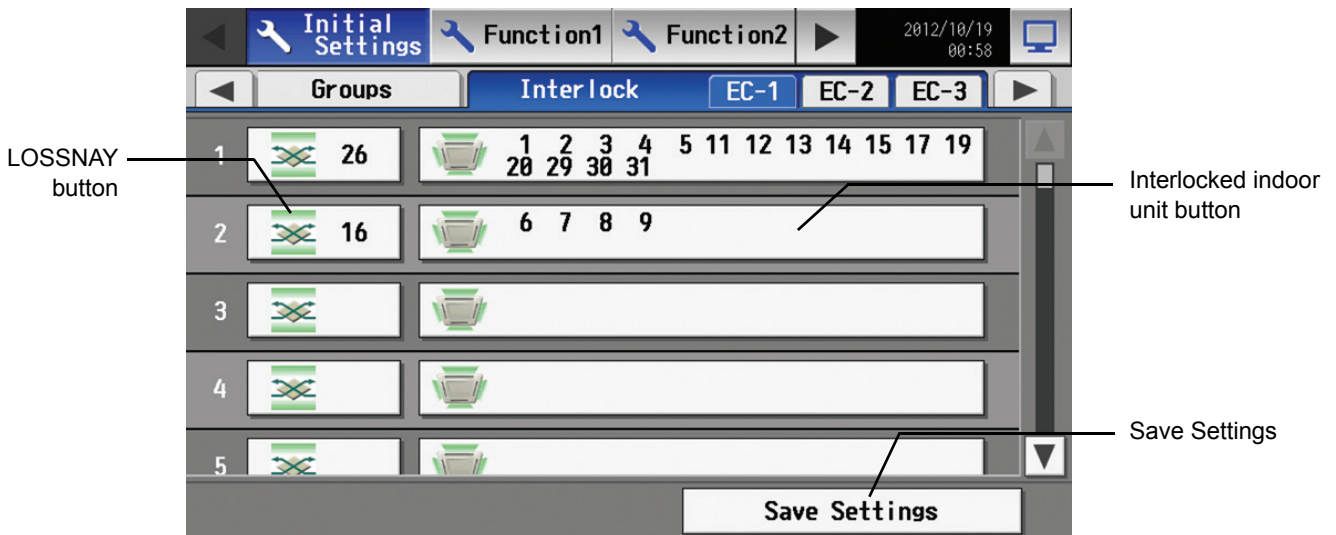 Initial
Settings
Function1
Function2
2012/10/19
00:58
Groups
Interlock
EC-1
EC-2
EC-3
1
26
1 2 3 4 5 11 12 13 14 15 17 19
20 29 30 31
2
16
6 7 8 9
3
4
5
Save Settings
LOSSNAY
button
Interlocked indoor
unit button
Save Settings